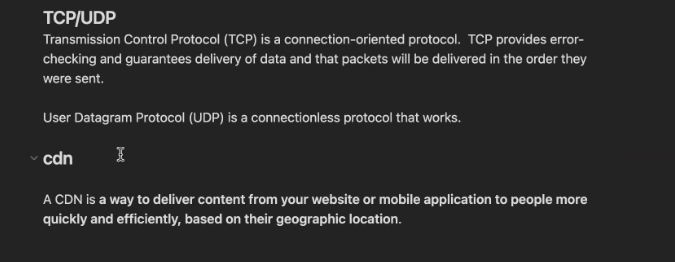 TCP/UDP
Transmission Control Protocol (TCP) is a connection-oriented protocol.  TCP provides error-
checking and guarantees delivery of data and that packets will be delivered in the order they
were sent.
User Datagram Protocol (UDP) is a connectionless protocol that works.
cdn
A CDN is a way to deliver content from your website or mobile application to people more
quickly and efficiently, based on their geographic location.